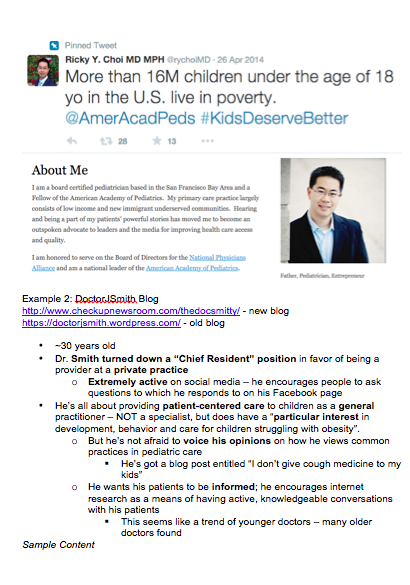 Pinned Tweet
Ricky Y. Choi MD MPH @rychoiMD · 26 Apr 2014
More than 16M children under the age of 18
yo in the U.S. live in poverty.
@AmerAcadPeds #KidsDeserveBetter
28 13
About Me
I am a board certified pediatrician based in the San Francisco Bay Area and a
Fellow of the American Academy of Pediatrics. My primary care practice largely
consists of low income and new immigrant underserved communities. Hearing
and being a part of my patients' powerful stories has moved me to become an
outspoken advocate to leaders and the media for improving health care access
and quality.
I am honored to serve on the Board of Directors for the National Physicians
Alliance and am a national leader of the American Academy of Pediatrics.
Father, Pediatrician, Entrepreneur
Example 2: DoctorJSmith Blog
http://www.checkupnewsroom.com/thedocsmitty/ - new blog
https://doctorjsmith.wordpress.com/ - old blog
• ~30 years old
• Dr. Smith turned down a “Chief Resident” position in favor of being a
provider at a private practice
o Extremely active on social media – he encourages people to ask
questions to which he responds to on his Facebook page
• He's all about providing patient-centered care to children as a general
practitioner – NOT a specialist, but does have a “particular interest in
development, behavior and care for children struggling with obesity”.
o But he's not afraid to voice his opinions on how he views common
practices in pediatric care
▪ He's got a blog post entitled “I don't give cough medicine to my
kids”
o He wants his patients to be informed; he encourages internet
research as a means of having active, knowledgeable conversations
with his patients
▪ This seems like a trend of younger doctors – many older
doctors found
Sample Content